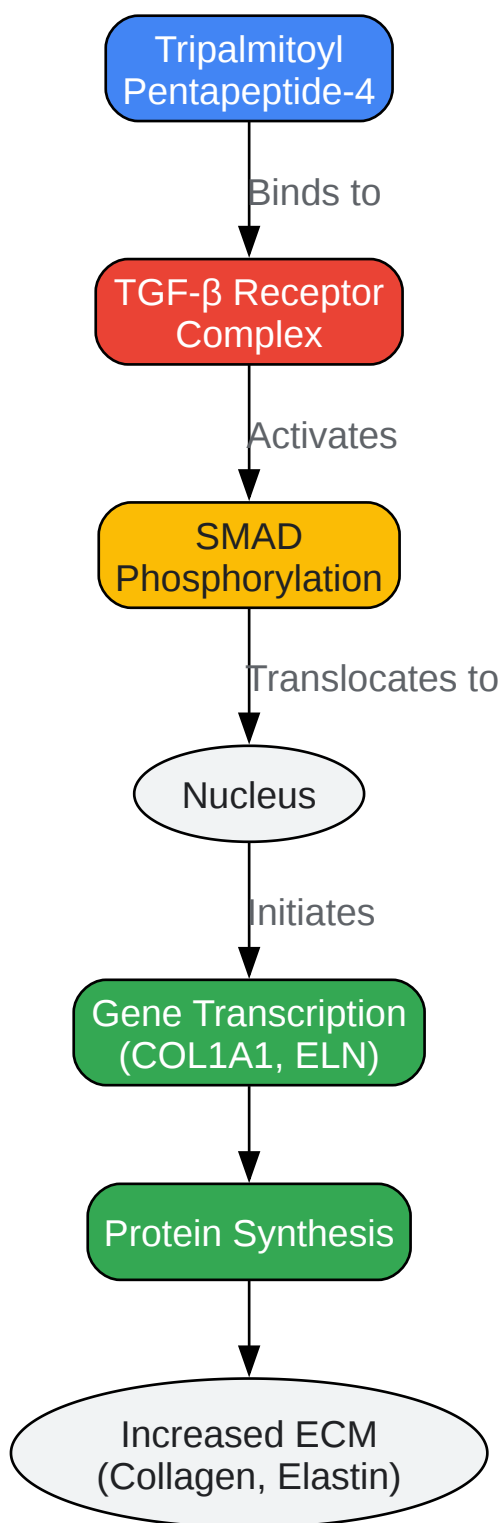 Tripalmitoyl
Pentapeptide-4
Binds to
TGF-β Receptor
Complex
Activates
SMAD
Phosphorylation
Translocates to
Nucleus
Initiates
Gene Transcription
(COL1A1, ELN)
Protein Synthesis
Increased ECM
(Collagen, Elastin)